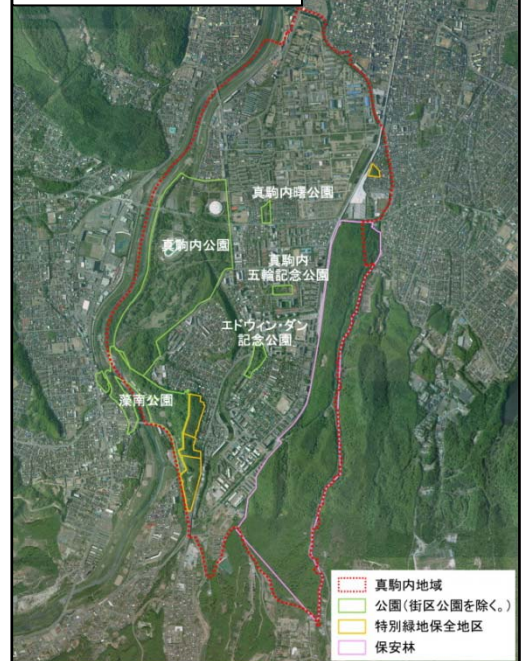 真駒内曙公園
真駒内公園
真駒内
五輪記念公園
エドウィン・ダン
記念公園
藻南公園
真駒内地域
公園(街区公園を除く。)
特別緑地保全地区
保安林